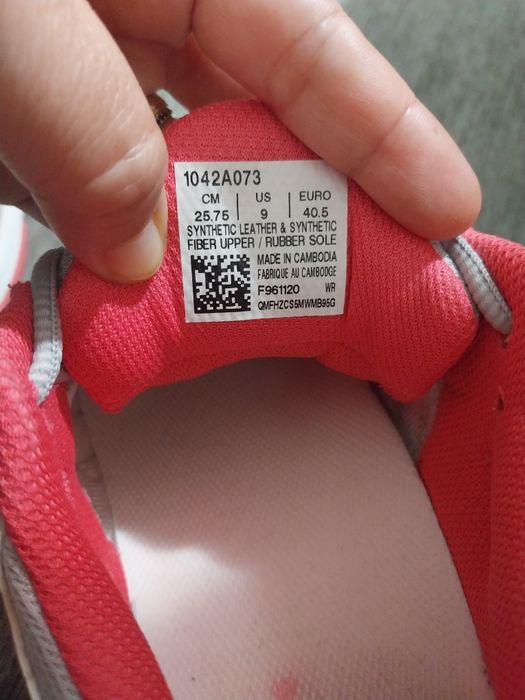 1042A073
CM | US | EURO
25.75 | 9 | 40.5
SYNTHETIC LEATHER & SYNTHETIC
FIBER UPPER / RUBBER SOLE
MADE IN CAMBODIA
FABRIQUE AU CAMBODGE
F961120 WR
QMFHZCS5MWMB95G